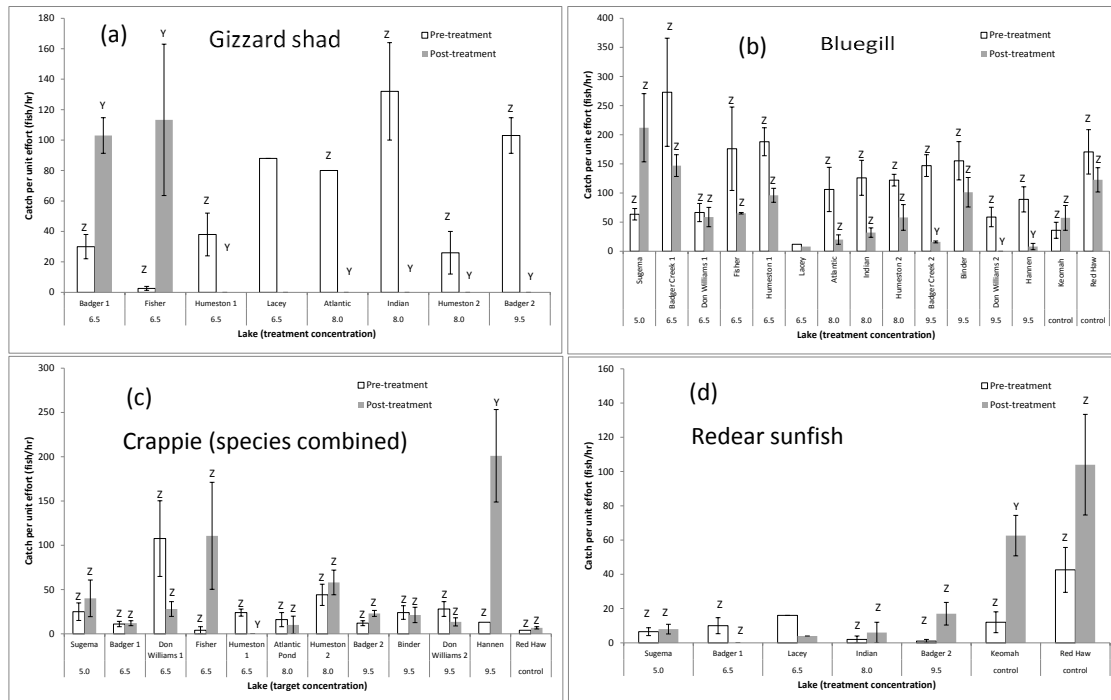 (a) Gizzard shad
Pre-treatment
Post-treatment
Catch per unit effort (fish/hr)
180
160
140
120
100
80
60
40
20
0
Z Y Z Y Z Y Z Y Z Y Z Y Z Y
Badger 1 Fisher Humeston 1 Lacey Atlantic Indian Humeston 2 Badger 2
6.5 6.5 6.5 6.5 8.0 8.0 8.0 9.5
Lake (treatment concentration)
(b) Bluegill
Pre-treatment
Post-treatment
Catch per unit effort (fish/hr)
400
350
300
250
200
150
100
50
0
Z Z Z Z Z Z Z Z Z Z Z Z Z Z Z Z Z Z Z Y Z Z Z Y Z Y Z Z Z Z
Sugema Badger Creek 1 Don Williams 1 Fisher Humeston 1 Lacey Atlantic Indian Humeston 2 Badger Creek 2 Binder Don Williams 2 Hannen Keomah Red Haw
5.0 6.5 6.5 6.5 6.5 6.5 8.0 8.0 8.0 9.5 9.5 9.5 9.5 control control
Lake (treatment concentration)
(c)
Crappie (species combined)
Pre-treatment
Post-treatment
Catch per unit effort (fish/hr)
300
250
200
150
100
50
0
Z Z Z Z Z Z Z Z Z Y Z Z Z Z Z Z Z Z Z Z Z Y Z Z
Sugema Badger 1 Don Williams 1 Fisher Humeston 1 Atlantic Pond Humeston 2 Badger 2 Binder Don Williams 2 Hannen Red Haw
5.0 6.5 6.5 6.5 6.5 8.0 8.0 9.5 9.5 9.5 9.5 control
Lake (target concentration)
(d)
Redear sunfish
Pre-treatment
Post-treatment
Catch per unit effort (fish/hr)
160
140
120
100
80
60
40
20
0
Z Z Z Z Z Z Z Z Z Y Z Z
Sugema Badger 1 Lacey Indian Badger 2 Keomah Red Haw
5.0 6.5 6.5 8.0 9.5 control control
Lake (treatment concentration)